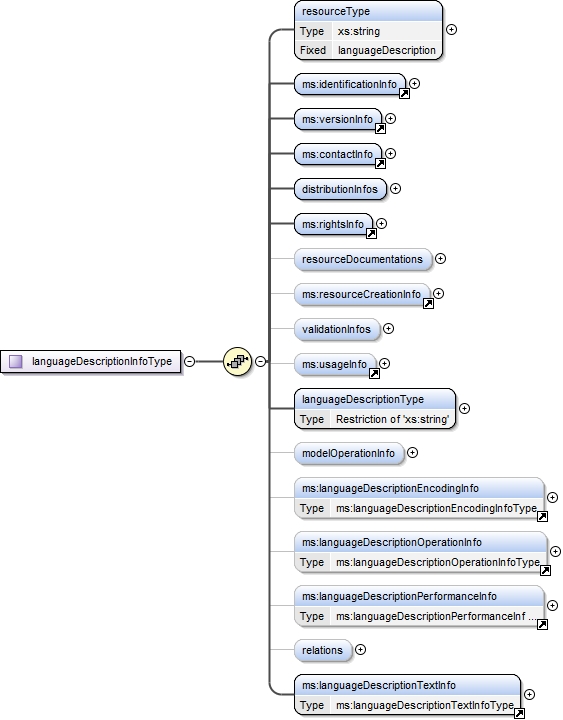 resourceType
Type xs:string
Fixed languageDescription
ms:identificationInfo
ms:versionInfo
ms:contactInfo
distributionInfos
ms:rightsInfo
resourceDocumentations
ms:resourceCreationInfo
validationInfos
ms:usageInfo
languageDescriptionInfoType
languageDescriptionType
Type Restriction of 'xs:string'
modelOperationInfo
ms:languageDescriptionEncodingInfo
Type ms:languageDescriptionEncodingInfoType
ms:languageDescriptionOperationInfo
Type ms:languageDescriptionOperationInfoType
ms:languageDescriptionPerformanceInfo
Type ms:languageDescriptionPerformanceInf ...
relations
ms:languageDescriptionTextInfo
Type ms:languageDescriptionTextInfoType